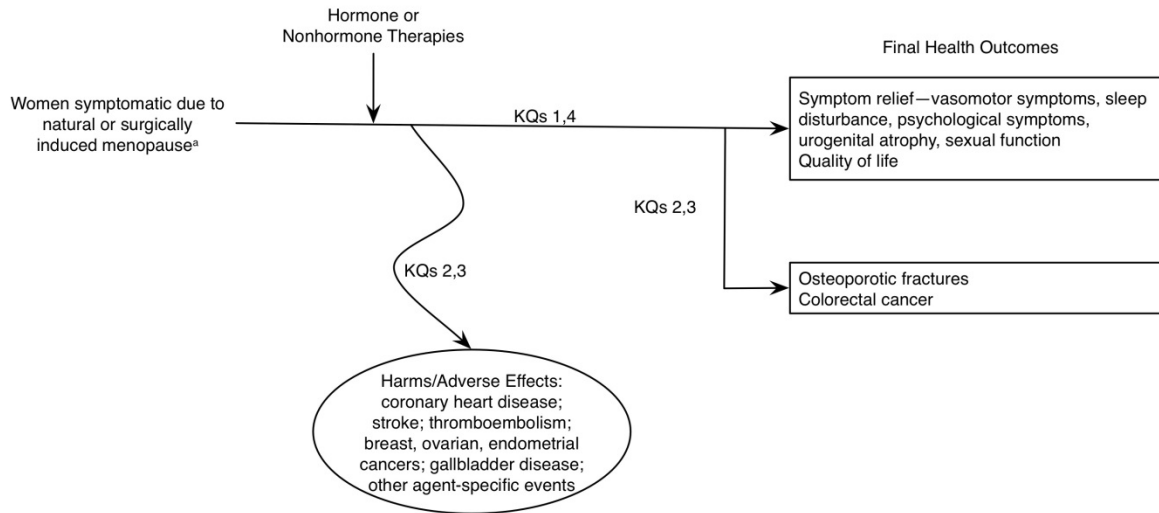 Hormone or
Nonhormone Therapies
Final Health Outcomes
Women symptomatic due to
natural or surgically
induced menopauseᵃ
KQs 1,4
Symptom relief—vasomotor symptoms, sleep
disturbance, psychological symptoms,
urogenital atrophy, sexual function
Quality of life
KQs 2,3
KQs 2,3
Osteoporotic fractures
Colorectal cancer
Harms/Adverse Effects:
coronary heart disease;
stroke; thromboembolism;
breast, ovarian, endometrial
cancers; gallbladder disease;
other agent-specific events